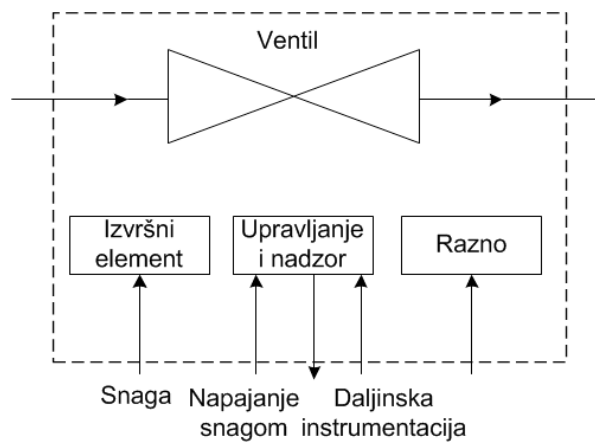 Ventil
Izvršni
element
Upravljanje
i nadzor
Razno
Snaga
Napajanje
snagom
Daljinska
instrumentacija